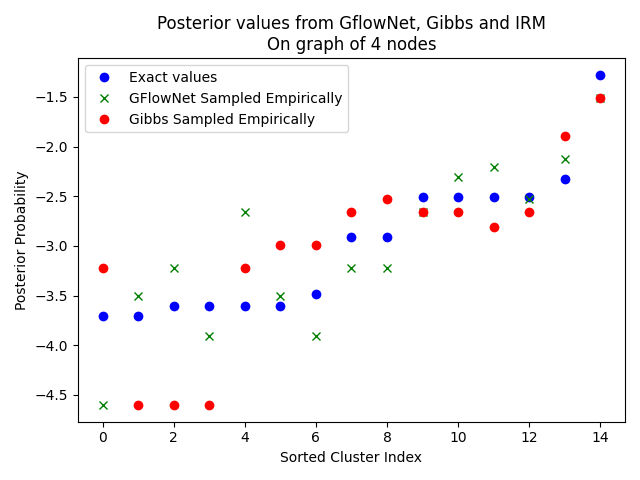 Posterior values from GflowNet, Gibbs and IRM
On graph of 4 nodes
Exact values
GFlowNet Sampled Empirically
Gibbs Sampled Empirically
Posterior Probability
−1.5
−2.0
−2.5
−3.0
−3.5
−4.0
−4.5
0 2 4 6 8 10 12 14
Sorted Cluster Index